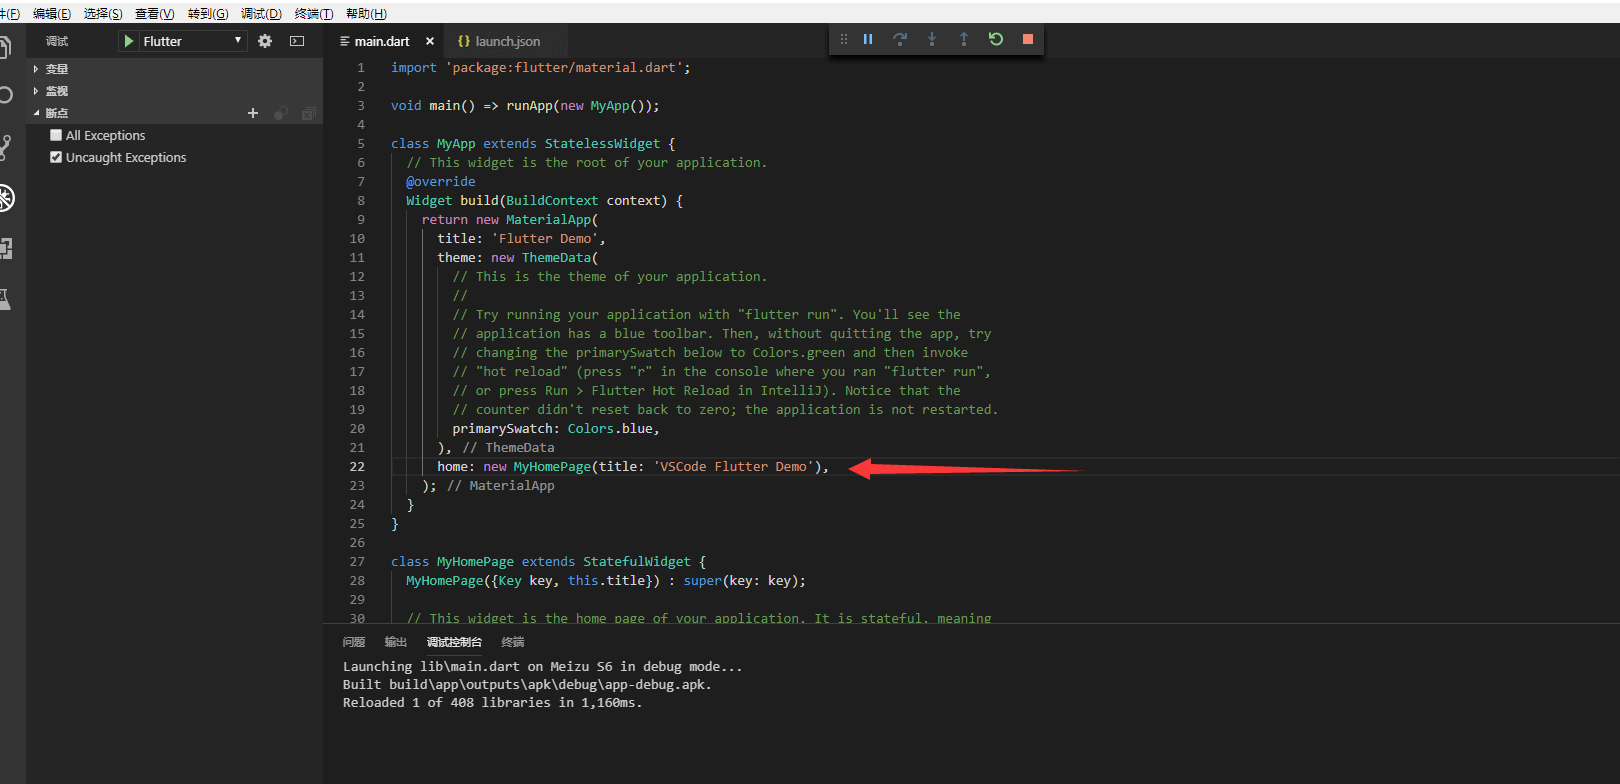 件(F) 编辑(E) 选择(S) 查看(V) 转到(G) 调试(D) 终端(T) 帮助(H)
调试 Flutter
main.dart × {} launch.json
变量
监视
断点
All Exceptions
Uncaught Exceptions
1 import 'package:flutter/material.dart';
2
3 void main() => runApp(new MyApp());
4
5 class MyApp extends StatelessWidget {
6 // This widget is the root of your application.
7 @override
8 Widget build(BuildContext context) {
9 return new MaterialApp(
10 title: 'Flutter Demo',
11 theme: new ThemeData(
12 // This is the theme of your application.
13 //
14 // Try running your application with "flutter run". You'll see the
15 // application has a blue toolbar. Then, without quitting the app, try
16 // changing the primarySwatch below to Colors.green and then invoke
17 // "hot reload" (press "r" in the console where you ran "flutter run",
18 // or press Run > Flutter Hot Reload in IntelliJ). Notice that the
19 // counter didn't reset back to zero; the application is not restarted.
20 primarySwatch: Colors.blue,
21 ), // ThemeData
22 home: new MyHomePage(title: 'VSCode Flutter Demo'),
23 ); // MaterialApp
24 }
25 }
26
27 class MyHomePage extends StatefulWidget {
28 MyHomePage({Key key, this.title}) : super(key: key);
29
30 // This widget is the home page of your application. It is stateful, meaning
问题 输出 调试控制台 终端
Launching lib\main.dart on Meizu S6 in debug mode...
Built build\app\outputs\apk\debug\app-debug.apk.
Reloaded 1 of 408 libraries in 1,160ms.